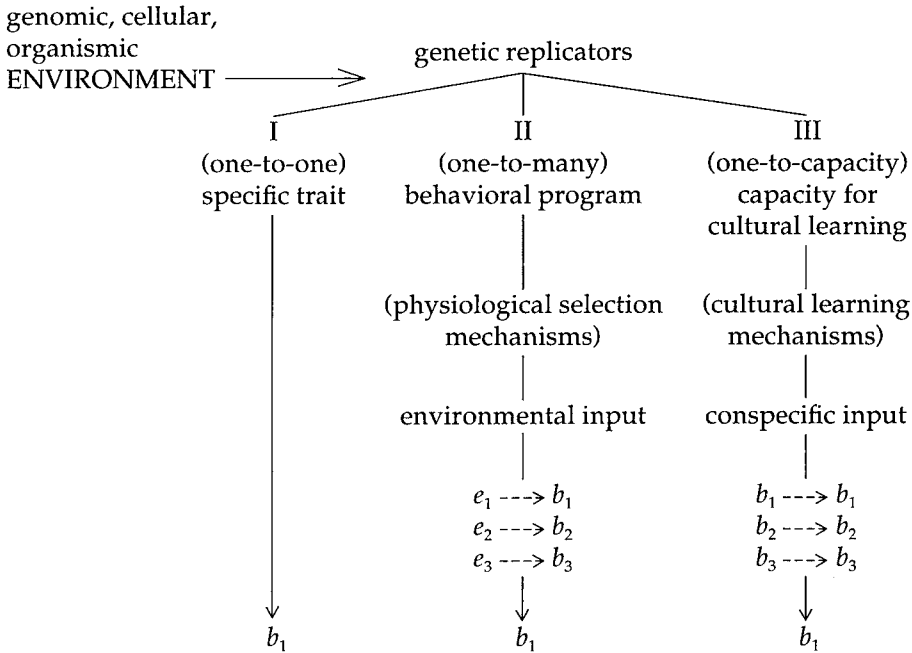 genomic, cellular,
organismic
ENVIRONMENT
genetic replicators
I
(one-to-one)
specific trait
II
(one-to-many)
behavioral program
III
(one-to-capacity)
capacity for
cultural learning
(physiological selection
mechanisms)
(cultural learning
mechanisms)
environmental input
conspecific input
e₁ ---> b₁
e₂ ---> b₂
e₃ ---> b₃
b₁ ---> b₁
b₂ ---> b₂
b₃ ---> b₃
b₁
b₁
b₁